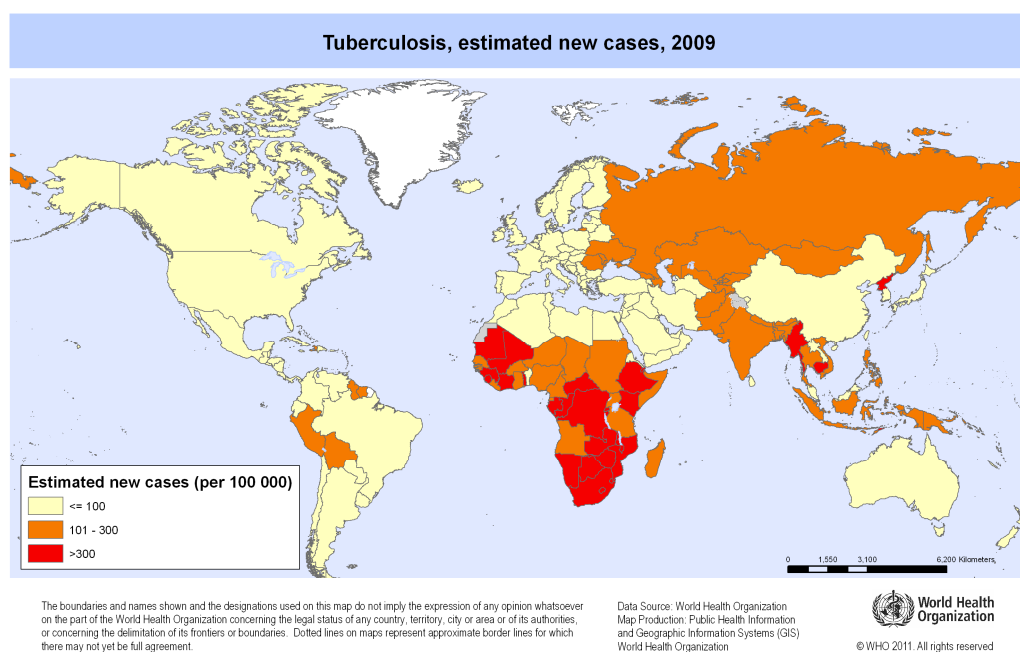 Tuberculosis, estimated new cases, 2009
Estimated new cases (per 100 000)
<= 100
101 - 300
>300
0 1,550 3,100 6,200 Kilometers
The boundaries and names shown and the designations used on this map do not imply the expression of any opinion whatsoever
on the part of the World Health Organization concerning the legal status of any country, territory, city or area or of its authorities,
or concerning the delimitation of its frontiers or boundaries. Dotted lines on maps represent approximate border lines for which
there may not yet be full agreement.
Data Source: World Health Organization
Map Production: Public Health Information
and Geographic Information Systems (GIS)
World Health Organization
World Health
Organization
© WHO 2011. All rights reserved